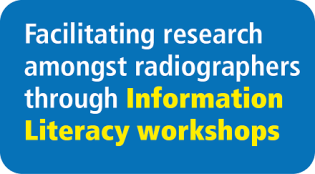 Facilitating research
amongst radiographers
through Information
Literacy workshops